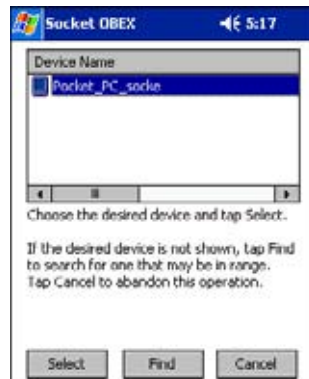 Socket OBEX 5:17
Device Name
Pocket_PC_socke
Choose the desired device and tap Select.
If the desired device is not shown, tap Find
to search for one that may be in range.
Tap Cancel to abandon this operation.
Select Find Cancel